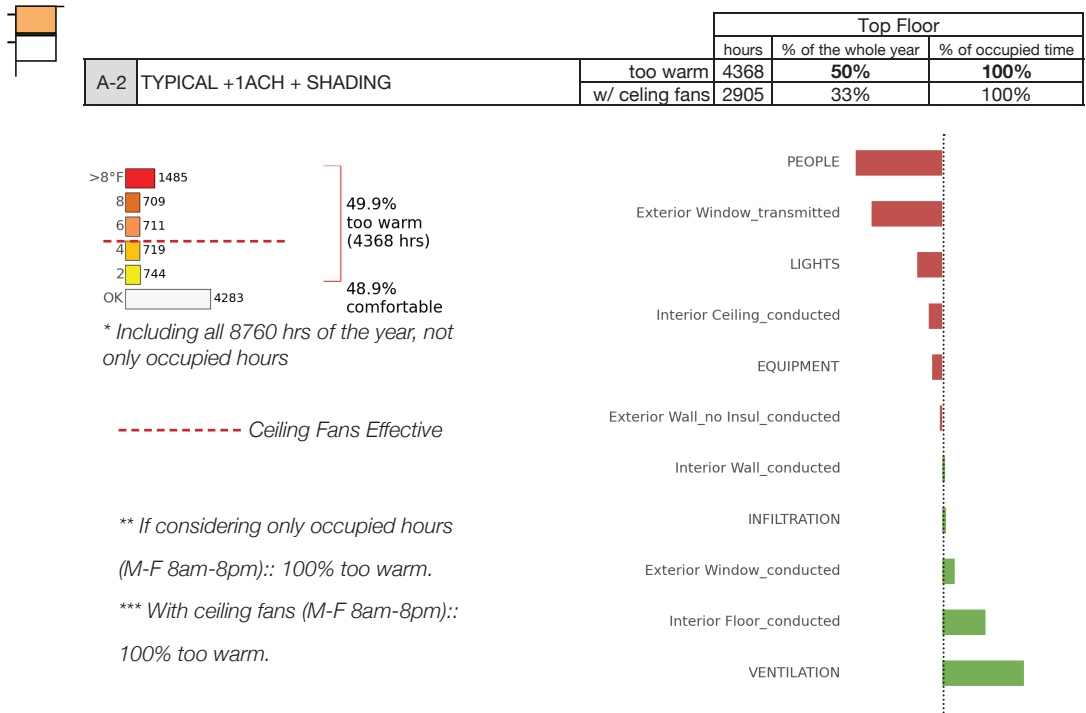 Top Floor
hours % of the whole year % of occupied time
A-2 TYPICAL +1ACH + SHADING too warm 4368 50% 100%
w/ celing fans 2905 33% 100%
>8°F 1485
8 709
6 711
4 719
2 744
OK 4283
49.9%
too warm
(4368 hrs)
48.9%
comfortable
* Including all 8760 hrs of the year, not
only occupied hours
Ceiling Fans Effective
** If considering only occupied hours
(M-F 8am-8pm):: 100% too warm.
*** With ceiling fans (M-F 8am-8pm)::
100% too warm.
PEOPLE
Exterior Window_transmitted
LIGHTS
Interior Ceiling_conducted
EQUIPMENT
Exterior Wall_no Insul_conducted
Interior Wall_conducted
INFILTRATION
Exterior Window_conducted
Interior Floor_conducted
VENTILATION